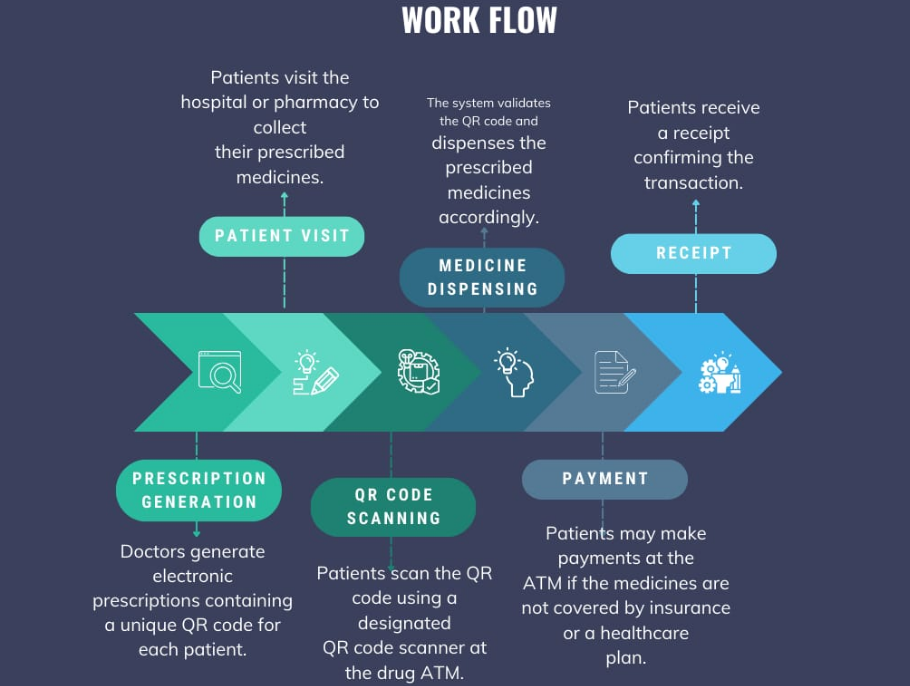 WORK FLOW
Patients visit the
hospital or pharmacy to
collect
their prescribed
medicines.
PATIENT VISIT
The system validates
the QR code and
dispenses the
prescribed
medicines
accordingly.
MEDICINE
DISPENSING
Patients receive
a receipt
confirming the
transaction.
RECEIPT
PRESCRIPTION
GENERATION
Doctors generate
electronic
prescriptions containing
a unique QR code for
each patient.
QR CODE
SCANNING
Patients scan the QR
code using a
designated
QR code scanner at
the drug ATM.
PAYMENT
Patients may make
payments at the
ATM if the medicines are
not covered by insurance
or a healthcare
plan.